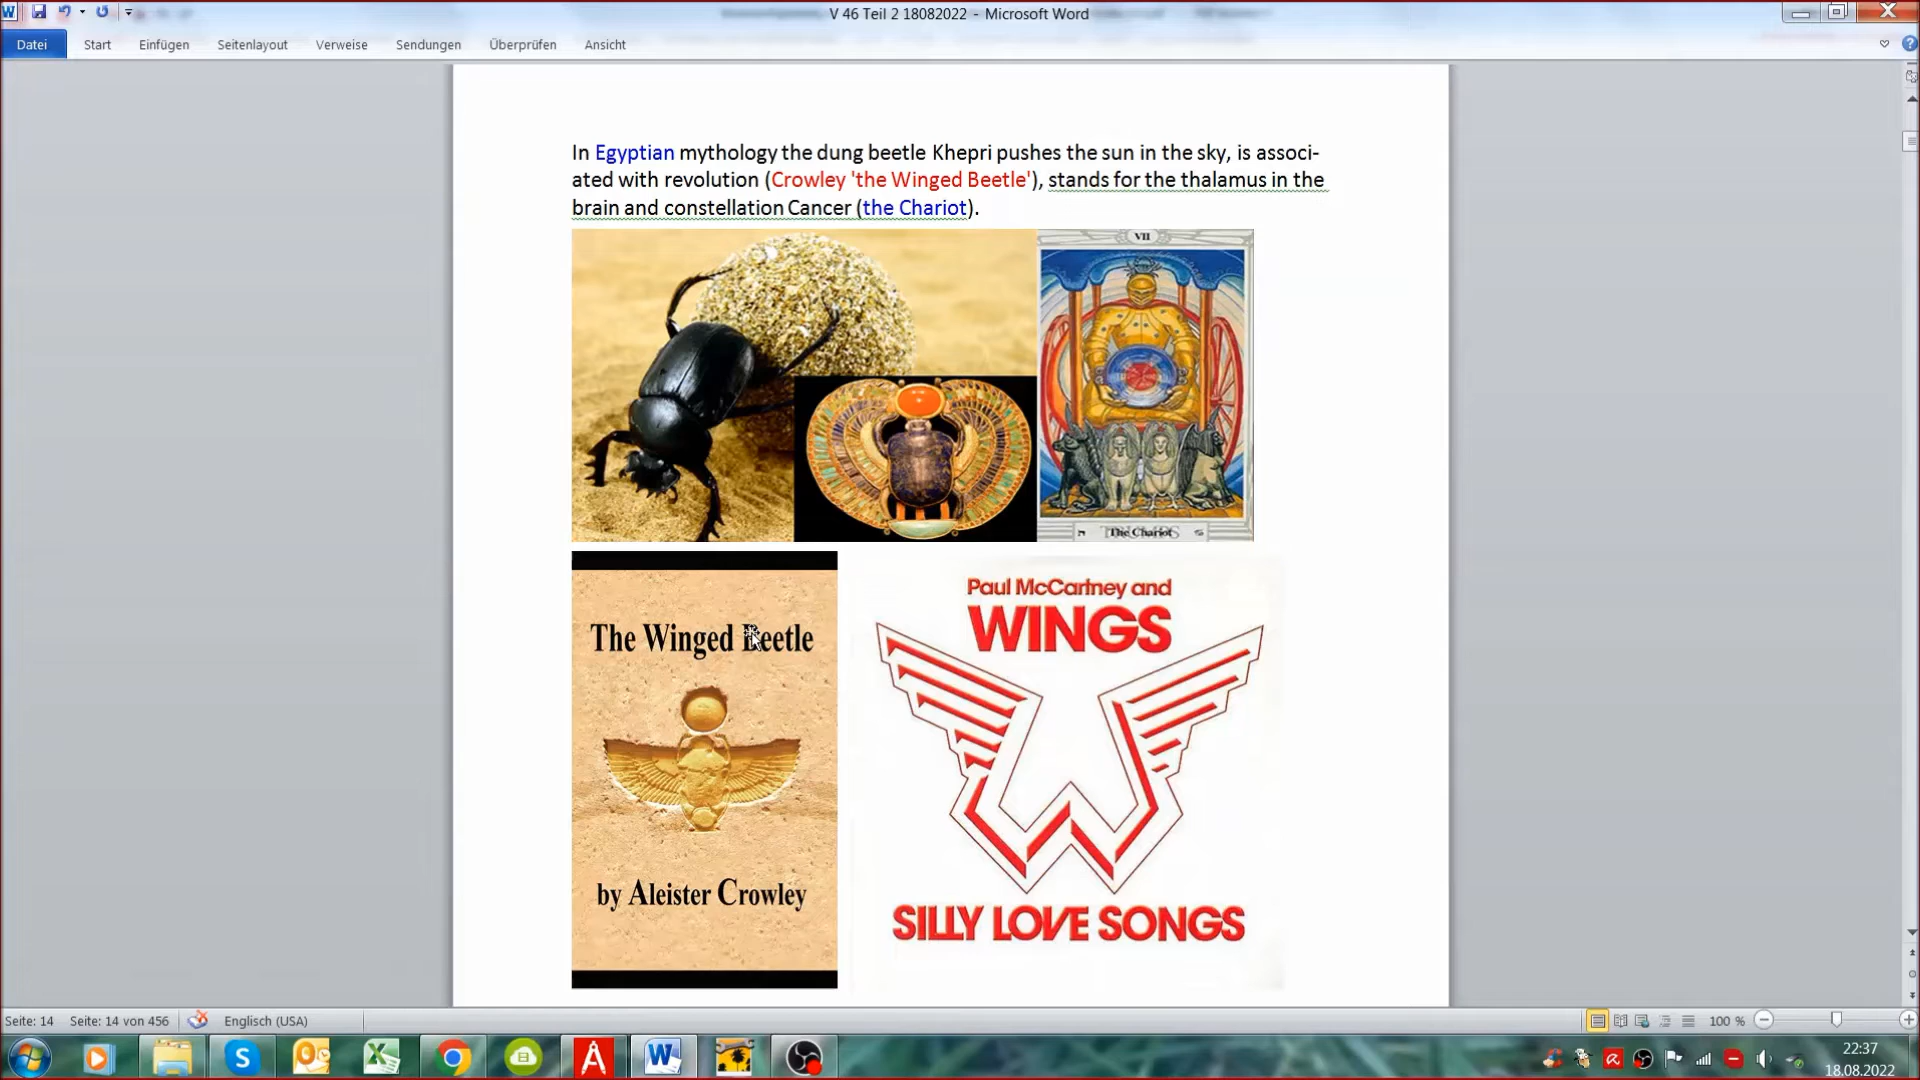 V 46 Teil 2 18082022 - Microsoft Word
Datei Start Einfügen Seitenlayout Verweise Sendungen Überprüfen Ansicht
In Egyptian mythology the dung beetle Khepri pushes the sun in the sky, is associ-
ated with revolution (Crowley 'the Winged Beetle'), stands for the thalamus in the
brain and constellation Cancer (the Chariot).
VII
The Chariot
The Winged Beetle
by Aleister Crowley
Paul McCartney and
WINGS
SILLY LOVE SONGS
Seite: 14 Seite: 14 von 456 Englisch (USA) 100 %
22:37
18.08.2022